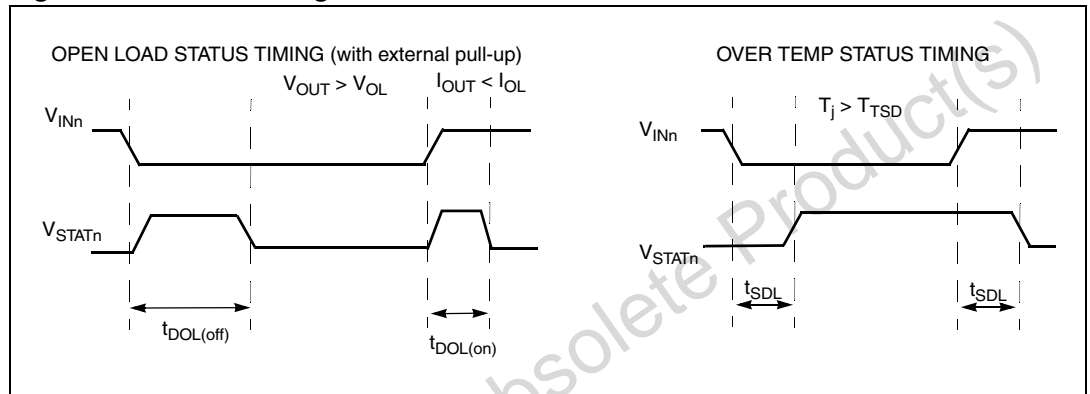 OPEN LOAD STATUS TIMING (with external pull-up)
V_OUT > V_OL
I_OUT < I_OL
V_INn
V_STATn
t_DOL(off)
t_DOL(on)
OVER TEMP STATUS TIMING
T_j > T_TSD
V_INn
V_STATn
t_SDL
t_SDL
Product(s)